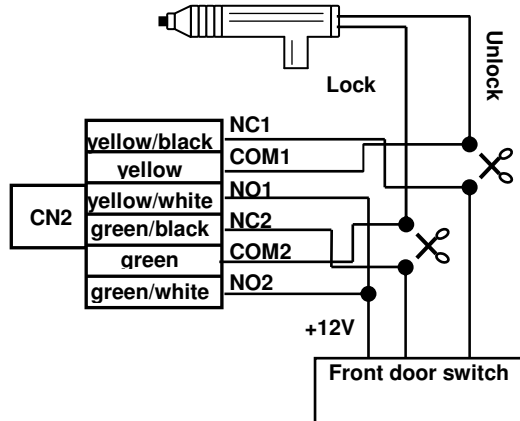 Lock
Unlock
yellow/black NC1
yellow COM1
yellow/white NO1
CN2
green/black NC2
green COM2
green/white NO2
+12V
Front door switch